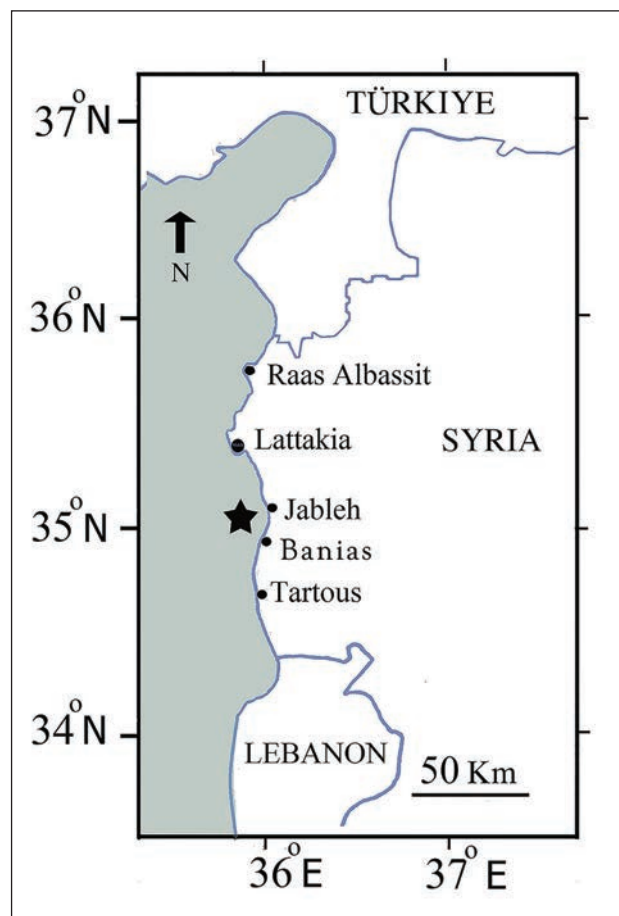 TÜRKIYE
37°N
N
36°N
Raas Albassit
Lattakia
SYRIA
Jableh
35°N
Banias
Tartous
34°N
LEBANON
50 Km
36°E
37°E